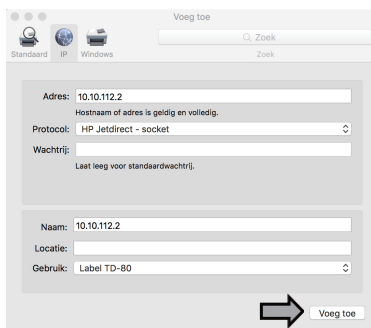 Voeg toe
Zoek
Standaard IP Windows Zoek
Adres: 10.10.112.2
Hostnaam of adres is geldig en volledig.
Protocol: HP Jetdirect - socket
Wachtrij:
Laat leeg voor standaardwachtrij.
Naam: 10.10.112.2
Locatie:
Gebruik: Label TD-80
Voeg toe